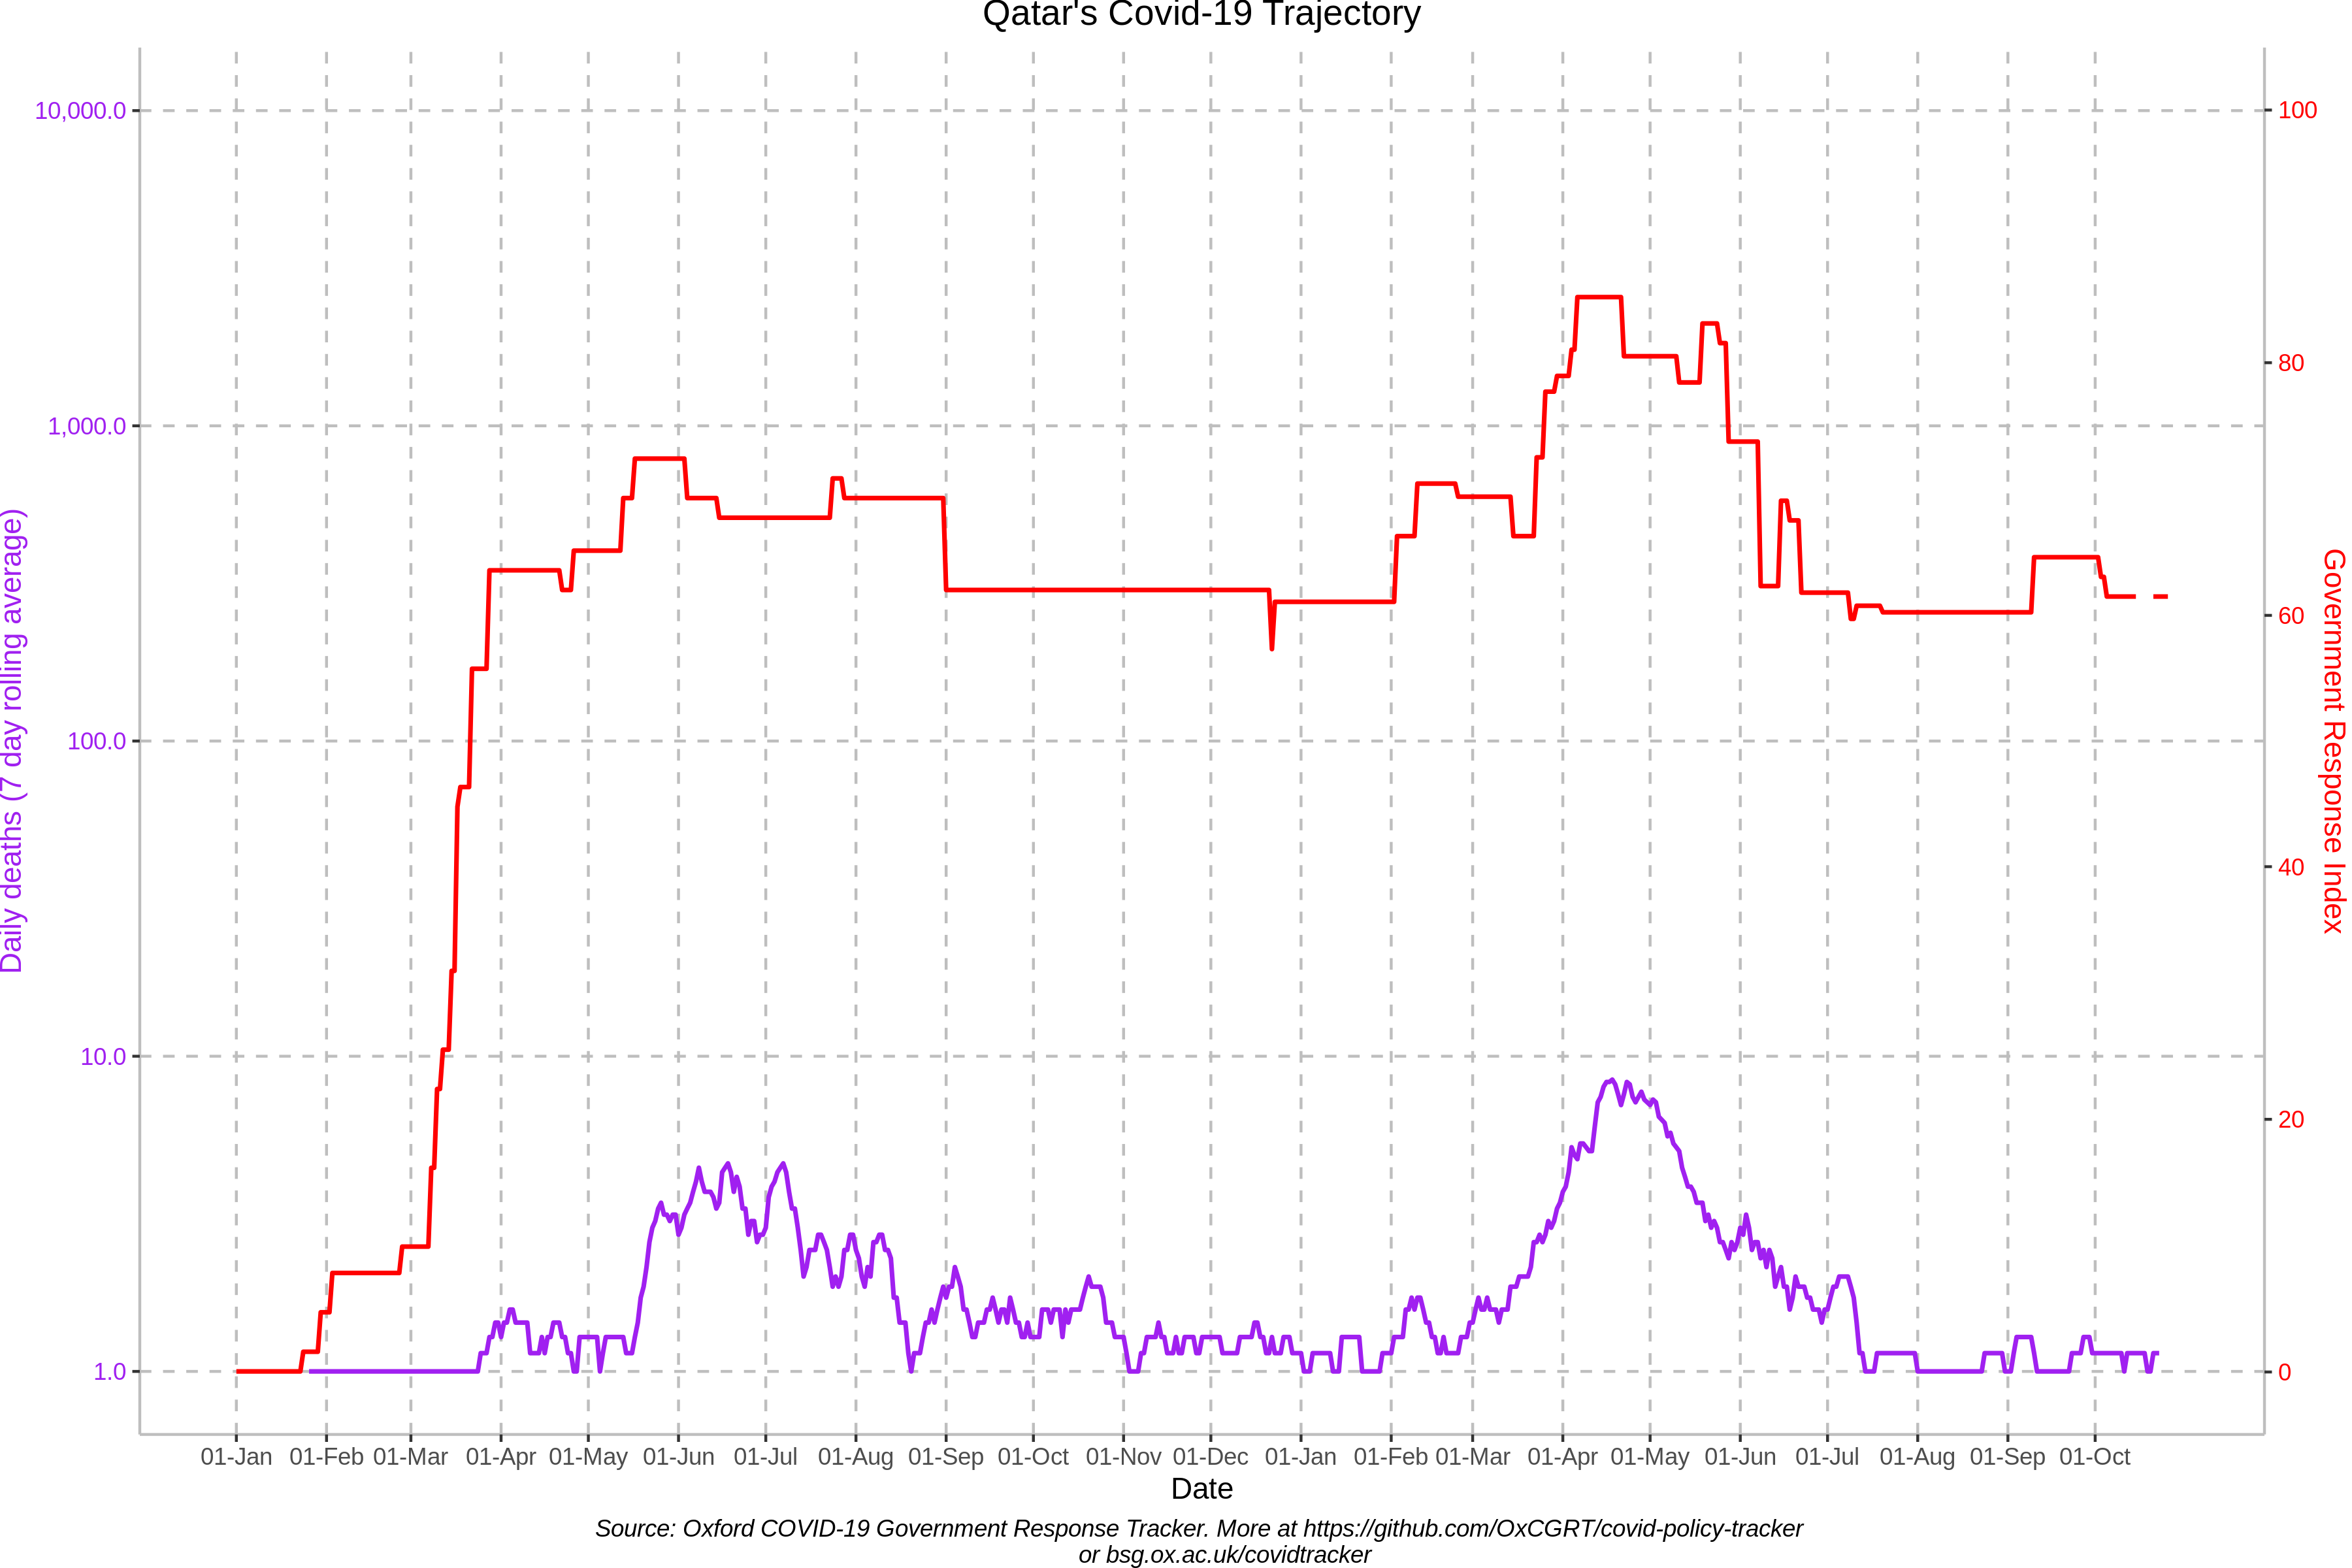 Qatar's Covid-19 Trajectory
10,000.0
1,000.0
100.0
10.0
1.0
Daily deaths (7 day rolling average)
100
80
60
40
20
0
Government Response Index
01-Jan 01-Feb 01-Mar 01-Apr 01-May 01-Jun 01-Jul 01-Aug 01-Sep 01-Oct 01-Nov 01-Dec 01-Jan 01-Feb 01-Mar 01-Apr 01-May 01-Jun 01-Jul 01-Aug 01-Sep 01-Oct
Date
Source: Oxford COVID-19 Government Response Tracker. More at https://github.com/OxCGRT/covid-policy-tracker
or bsg.ox.ac.uk/covidtracker